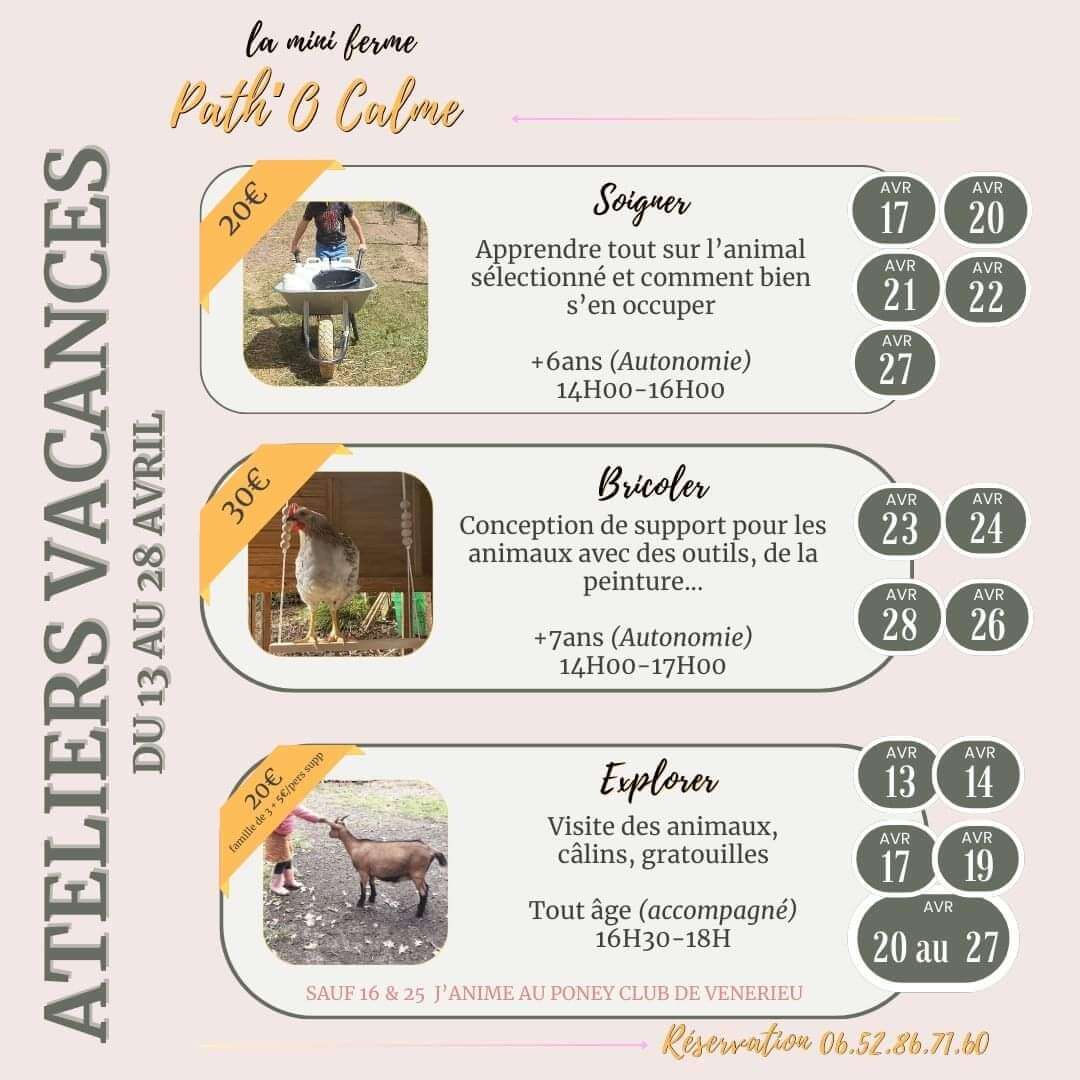 la mini ferme
Path'O Calme
ATELIERS VACANCES
DU 13 AU 28 AVRIL
20€
Soigner
Apprendre tout sur l'animal
sélectionné et comment bien
s'en occuper
+6ans (Autonomie)
14H00-16H00
AVR
17
AVR
20
AVR
21
AVR
22
AVR
27
30€
Bricoler
Conception de support pour les
animaux avec des outils, de la
peinture...
+7ans (Autonomie)
14H00-17H00
AVR
23
AVR
24
AVR
28
AVR
26
20€
famille de 3 + 5€/pers supp
Explorer
Visite des animaux,
câlins, gratouilles
Tout âge (accompagné)
16H30-18H
AVR
13
AVR
14
AVR
17
AVR
19
AVR
20 au 27
SAUF 16 & 25 J'ANIME AU PONEY CLUB DE VENERIEU
Réservation 06.52.86.77.60